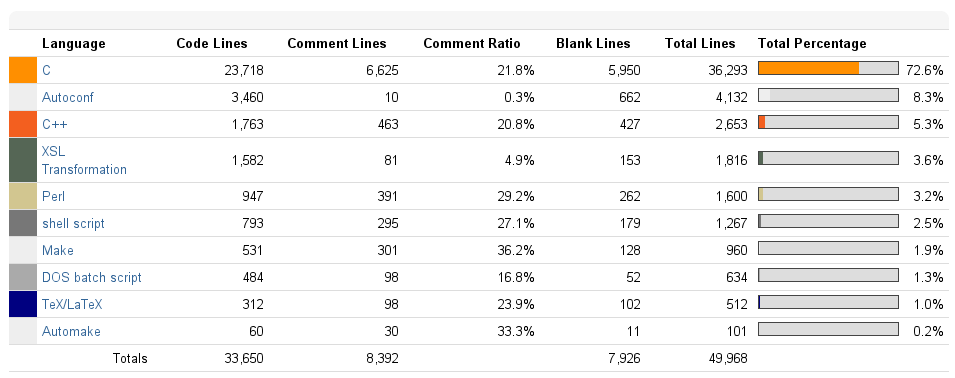 Language Code Lines Comment Lines Comment Ratio Blank Lines Total Lines Total Percentage
C 23,718 6,625 21.8% 5,950 36,293 72.6%
Autoconf 3,460 10 0.3% 662 4,132 8.3%
C++ 1,763 463 20.8% 427 2,653 5.3%
XSL
Transformation 1,582 81 4.9% 153 1,816 3.6%
Perl 947 391 29.2% 262 1,600 3.2%
shell script 793 295 27.1% 179 1,267 2.5%
Make 531 301 36.2% 128 960 1.9%
DOS batch script 484 98 16.8% 52 634 1.3%
TeX/LaTeX 312 98 23.9% 102 512 1.0%
Automake 60 30 33.3% 11 101 0.2%
Totals 33,650 8,392 7,926 49,968